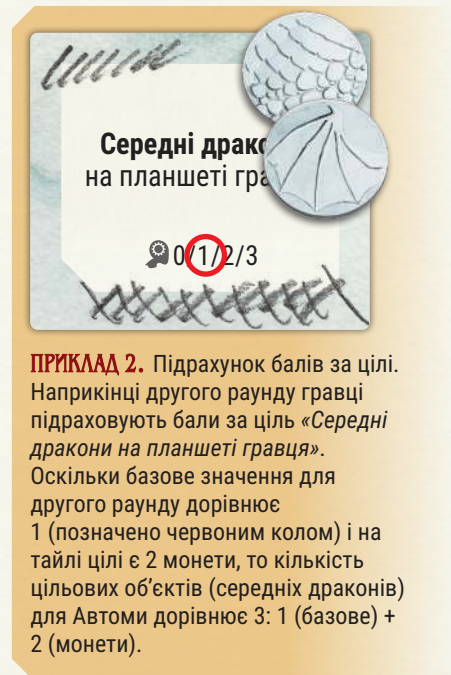 Середні драко
на планшеті гра
0/1/2/3
ПРИКЛАД 2. Підрахунок балів за цілі.
Наприкінці другого раунду гравці
підраховують бали за ціль «Середні
дракони на планшеті гравця».
Оскільки базове значення для
другого раунду дорівнює
1 (позначено червоним колом) і на
тайлі цілі є 2 монети, то кількість
цільових об’єктів (середніх драконів)
для Автоми дорівнює 3: 1 (базове) +
2 (монети).